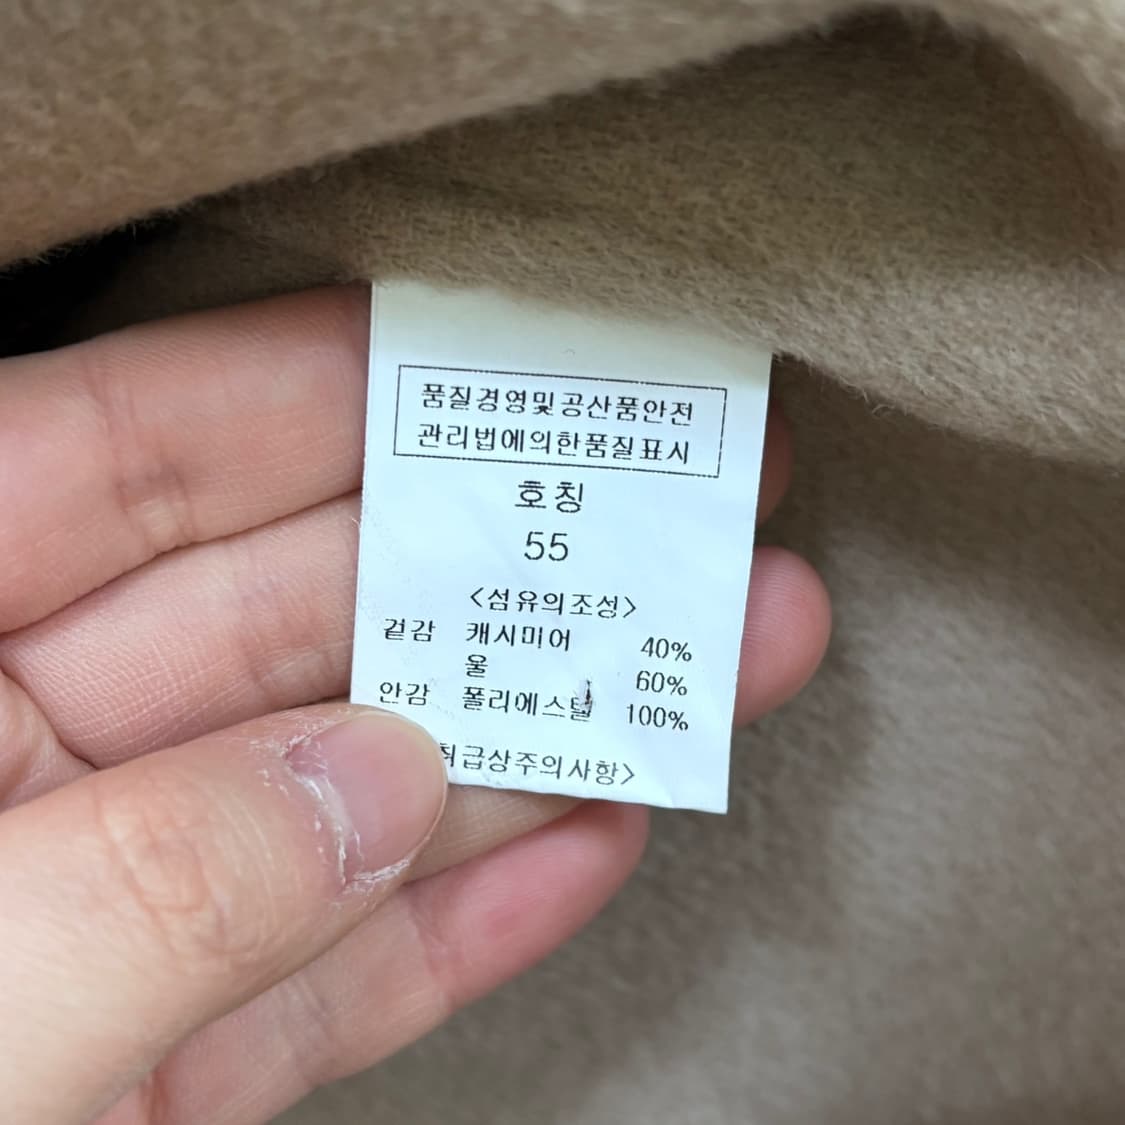 품질경영및공산품안전
관리법에의한품질표시
호칭
55
<섬유의조성>
겉감 캐시미어 40%
울 60%
안감 폴리에스텔 100%
급상주의사항>